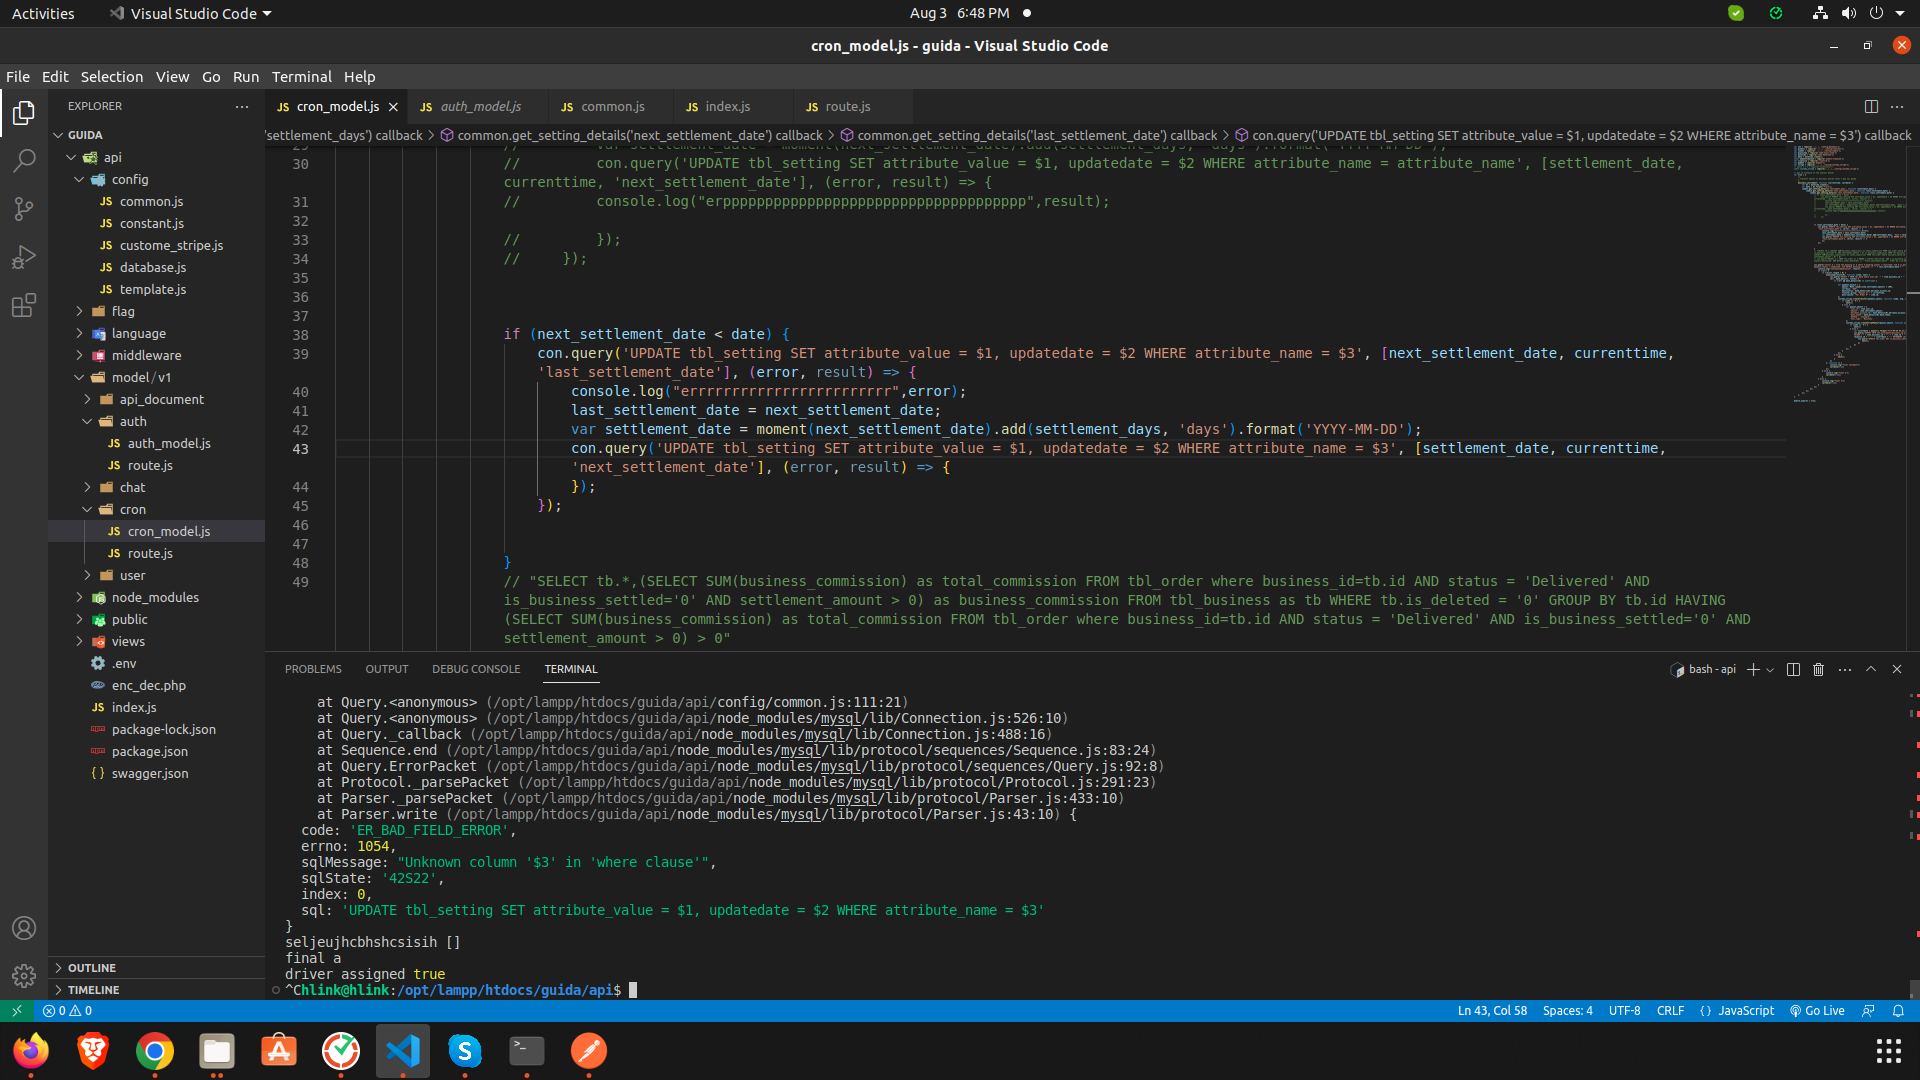 Activities
Visual Studio Code
Aug 3 6:48 PM
cron_model.js - guida - Visual Studio Code
File Edit Selection View Go Run Terminal Help
EXPLORER
JS cron_model.js
JS auth_model.js
JS common.js
JS index.js
JS route.js
'settlement_days') callback > common.get_setting_details('next_settlement_date') callback > common.get_setting_details('last_settlement_date') callback > con.query('UPDATE tbl_setting SET attribute_value = $1, updatedate = $2 WHERE attribute_name = $3') callback
GUIDA
api
config
JS common.js
JS constant.js
JS custome_stripe.js
JS database.js
JS template.js
flag
language
middleware
model/v1
api_document
auth
JS auth_model.js
JS route.js
chat
cron
JS cron_model.js
JS route.js
user
node_modules
public
views
.env
enc_dec.php
JS index.js
package-lock.json
package.json
{} swagger.json
OUTLINE
TIMELINE
30 // con.query('UPDATE tbl_setting SET attribute_value = $1, updatedate = $2 WHERE attribute_name = attribute_name', [settlement_date,
currenttime, 'next_settlement_date'], (error, result) => {
31 // console.log("erpppppppppppppppppppppppppppppppppppp",result);
32
33 // });
34 // });
35
36
37
38 if (next_settlement_date < date) {
39 con.query('UPDATE tbl_setting SET attribute_value = $1, updatedate = $2 WHERE attribute_name = $3', [next_settlement_date, currenttime,
'last_settlement_date'], (error, result) => {
40 console.log("errrrrrrrrrrrrrrrrrrrrrrr",error);
41 last_settlement_date = next_settlement_date;
42 var settlement_date = moment(next_settlement_date).add(settlement_days, 'days').format('YYYY-MM-DD');
43 con.query('UPDATE tbl_setting SET attribute_value = $1, updatedate = $2 WHERE attribute_name = $3', [settlement_date, currenttime,
'next_settlement_date'], (error, result) => {
44 });
45 });
46
47
48 }
49 // "SELECT tb.*,(SELECT SUM(business_commission) as total_commission FROM tbl_order where business_id=tb.id AND status = 'Delivered' AND
is_business_settled='0' AND settlement_amount > 0) as business_commission FROM tbl_business as tb WHERE tb.is_deleted = '0' GROUP BY tb.id HAVING
(SELECT SUM(business_commission) as total_commission FROM tbl_order where business_id=tb.id AND status = 'Delivered' AND is_business_settled='0' AND
settlement_amount > 0) > 0"
PROBLEMS OUTPUT DEBUG CONSOLE TERMINAL
bash - api
at Query.<anonymous> (/opt/lampp/htdocs/guida/api/config/common.js:111:21)
at Query.<anonymous> (/opt/lampp/htdocs/guida/api/node_modules/mysql/lib/Connection.js:526:10)
at Query._callback (/opt/lampp/htdocs/guida/api/node_modules/mysql/lib/Connection.js:488:16)
at Sequence.end (/opt/lampp/htdocs/guida/api/node_modules/mysql/lib/protocol/sequences/Sequence.js:83:24)
at Query.ErrorPacket (/opt/lampp/htdocs/guida/api/node_modules/mysql/lib/protocol/sequences/Query.js:92:8)
at Protocol._parsePacket (/opt/lampp/htdocs/guida/api/node_modules/mysql/lib/protocol/Protocol.js:291:23)
at Parser._parsePacket (/opt/lampp/htdocs/guida/api/node_modules/mysql/lib/protocol/Parser.js:433:10)
at Parser.write (/opt/lampp/htdocs/guida/api/node_modules/mysql/lib/protocol/Parser.js:43:10) {
code: 'ER_BAD_FIELD_ERROR',
errno: 1054,
sqlMessage: "Unknown column '$3' in 'where clause'",
sqlState: '42S22',
index: 0,
sql: 'UPDATE tbl_setting SET attribute_value = $1, updatedate = $2 WHERE attribute_name = $3'
}
seljeujhcbhshcsisih []
final a
driver assigned true
^Chlink@hlink:/opt/lampp/htdocs/guida/api$
0 0
Ln 43, Col 58 Spaces: 4 UTF-8 CRLF {} JavaScript Go Live